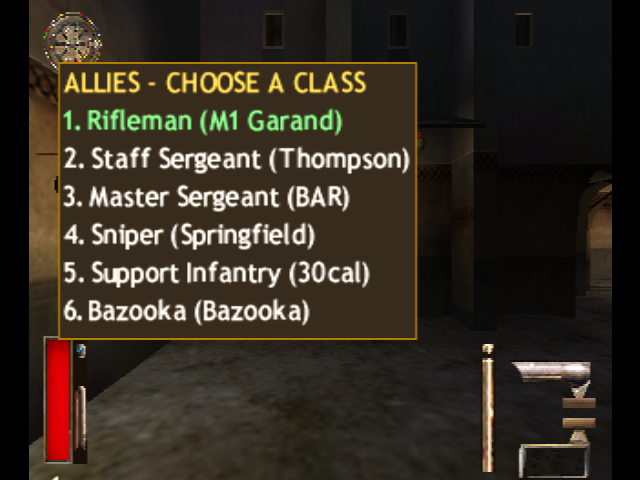 ALLIES - CHOOSE A CLASS
1. Rifleman (M1 Garand)
2. Staff Sergeant (Thompson)
3. Master Sergeant (BAR)
4. Sniper (Springfield)
5. Support Infantry (30cal)
6. Bazooka (Bazooka)